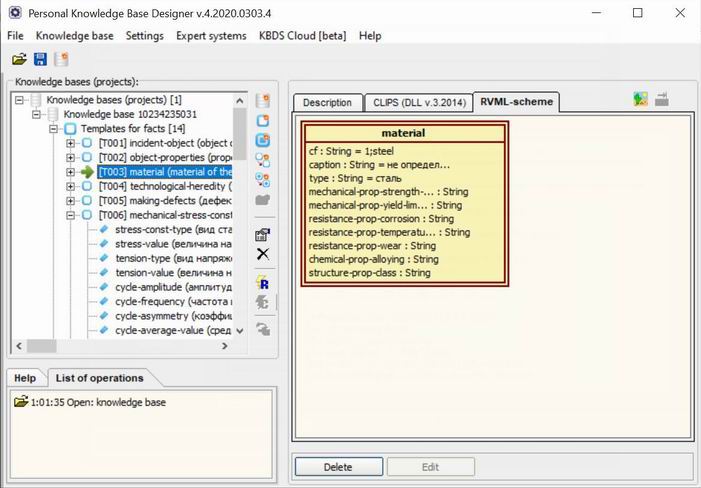 Personal Knowledge Base Designer v.4.2020.0303.4
File Knowledge base Settings Expert systems KBDS Cloud [beta] Help
Knowledge bases (projects):
Knowledge bases (projects) [1]
Knowledge base 10234235031
Templates for facts [14]
[T001] incident-object (object
[T002] object-properties (prop
[T003] material (material of the
[T004] technological-heredity (
[T005] making-defects (дефек
[T006] mechanical-stress-const
stress-const-type (вид ста
stress-value (величина на
tension-type (вид напряже
tension-value (величина н
cycle-amplitude (амплитуд
cycle-frequency (частота
cycle-asymmetry (коэффиц
cycle-average-value (сред
Help List of operations
1:01:35 Open: knowledge base
Description CLIPS (DLL v.3.2014) RVML-scheme
material
cf : String = 1;steel
caption : String = не определ...
type : String = сталь
mechanical-prop-strength-... : String
mechanical-prop-yield-lim... : String
resistance-prop-corrosion : String
resistance-prop-temperatu... : String
resistance-prop-wear : String
chemical-prop-alloying : String
structure-prop-class : String
Delete Edit